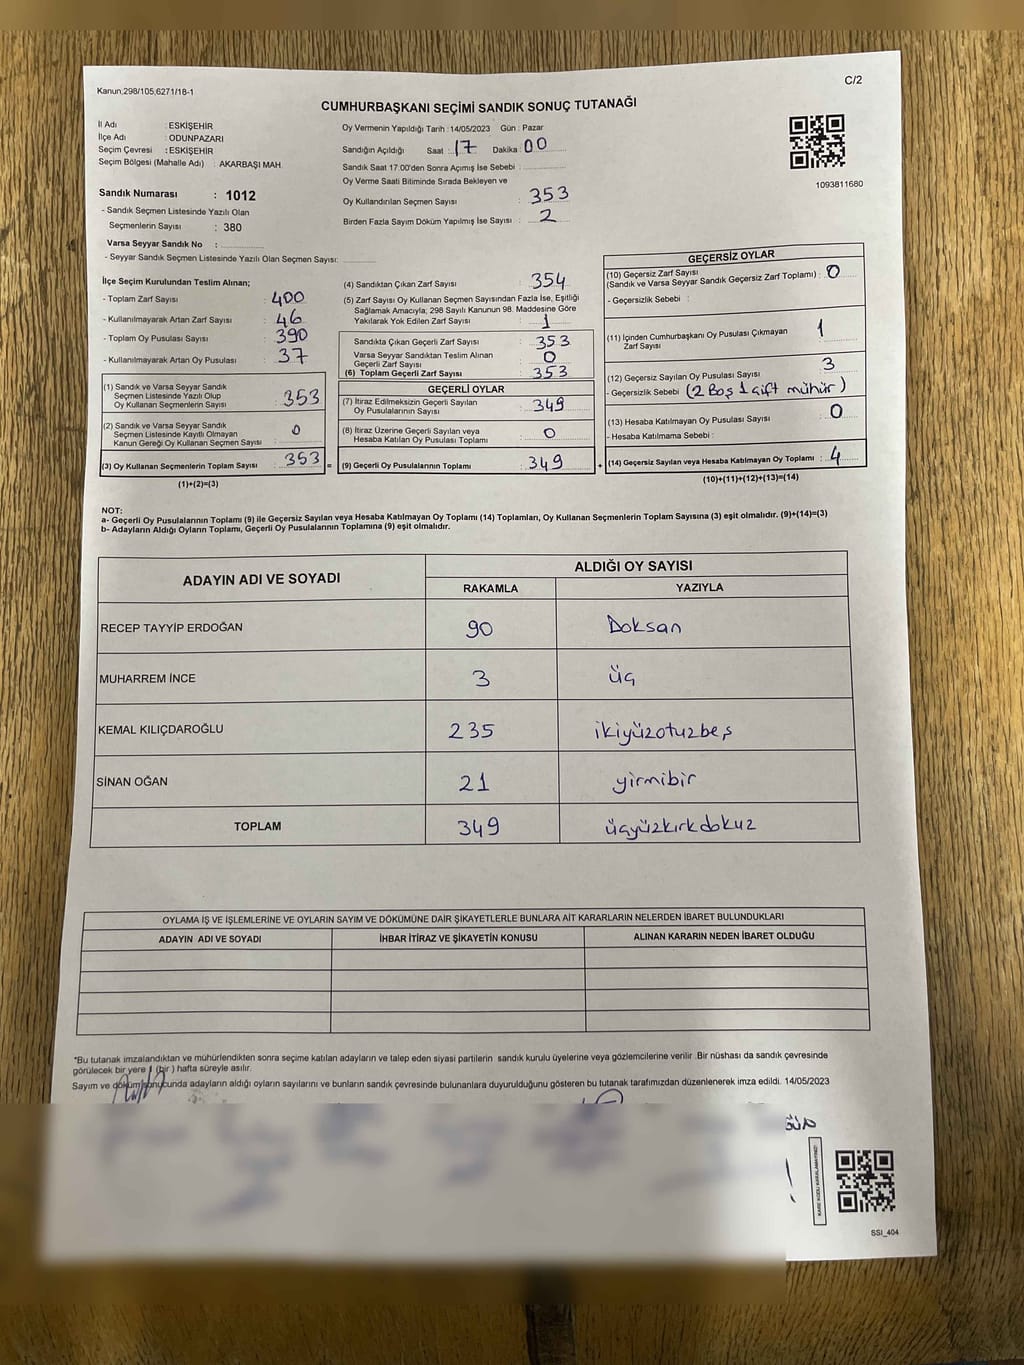 Kanun,298/105,6271/18-1
C/2
CUMHURBAŞKANI SEÇİMİ SANDIK SONUÇ TUTANAĞI
İl Adı : ESKİŞEHİR
İlçe Adı : ODUNPAZARI
Seçim Çevresi : ESKİŞEHİR
Seçim Bölgesi (Mahalle Adı) : AKARBAŞI MAH.
Sandık Numarası : 1012
- Sandık Seçmen Listesinde Yazılı Olan
Seçmenlerin Sayısı : 380
Varsa Seyyar Sandık No :
- Seyyar Sandık Seçmen Listesinde Yazılı Olan Seçmen Sayısı:
Oy Vermenin Yapıldığı Tarih : 14/05/2023 Gün : Pazar
Sandığın Açıldığı Saat : 17 Dakika : 00
Sandık Saat 17.00'den Sonra Açımış İse Sebebi :
Oy Verme Saati Bitiminde Sırada Bekleyen ve
Oy Kullandırılan Seçmen Sayısı : 353
Birden Fazla Sayım Döküm Yapılmış İse Sayısı : 2
1093811680
İlçe Seçim Kurulundan Teslim Alınan;
- Toplam Zarf Sayısı : 400
- Kullanılmayarak Artan Zarf Sayısı : 46
- Toplam Oy Pusulası Sayısı : 390
- Kullanılmayarak Artan Oy Pusulası : 37
(1) Sandık ve Varsa Seyyar Sandık
Seçmen Listesinde Yazılı Olup
Oy Kullanan Seçmenlerin Sayısı : 353
(2) Sandık ve Varsa Seyyar Sandık
Seçmen Listesinde Kayıtlı Olmayan
Kanun Gereği Oy Kullanan Seçmen Sayısı : 0
(3) Oy Kullanan Seçmenlerin Toplam Sayısı : 353 =
(1)+(2)=(3)
(4) Sandıktan Çıkan Zarf Sayısı : 354
(5) Zarf Sayısı Oy Kullanan Seçmen Sayısından Fazla İse, Eşitliği
Sağlamak Amacıyla; 298 Sayılı Kanunun 98. Maddesine Göre
Yakılarak Yok Edilen Zarf Sayısı : 1
Sandıkta Çıkan Geçerli Zarf Sayısı : 353
Varsa Seyyar Sandıktan Teslim Alınan
Geçerli Zarf Sayısı : 0
(6) Toplam Geçerli Zarf Sayısı : 353
GEÇERLİ OYLAR
(7) İtiraz Edilmeksizin Geçerli Sayılan
Oy Pusulalarının Sayısı : 349
(8) İtiraz Üzerine Geçerli Sayılan veya
Hesaba Katılan Oy Pusulası Toplamı : 0
(9) Geçerli Oy Pusulalarının Toplamı : 349 +
GEÇERSİZ OYLAR
(10) Geçersiz Zarf Sayısı
(Sandık ve Varsa Seyyar Sandık Geçersiz Zarf Toplamı) : 0
- Geçersizlik Sebebi :
(11) İçinden Cumhurbaşkanı Oy Pusulası Çıkmayan
Zarf Sayısı : 1
(12) Geçersiz Sayılan Oy Pusulası Sayısı : 3
- Geçersizlik Sebebi : (2 Boş 1 çift mühür)
(13) Hesaba Katılmayan Oy Pusulası Sayısı : 0
- Hesaba Katılmama Sebebi :
(14) Geçersiz Sayılan veya Hesaba Katılmayan Oy Toplamı : 4
(10)+(11)+(12)+(13)=(14)
NOT:
a- Geçerli Oy Pusulalarının Toplamı (9) ile Geçersiz Sayılan veya Hesaba Katılmayan Oy Toplamı (14) Toplamları, Oy Kullanan Seçmenlerin Toplam Sayısına (3) eşit olmalıdır. (9)+(14)=(3)
b- Adayların Aldığı Oyların Toplamı, Geçerli Oy Pusulalarının Toplamına (9) eşit olmalıdır.
ADAYIN ADI VE SOYADI ALDIĞI OY SAYISI
RAKAMLA YAZIYLA
RECEP TAYYİP ERDOĞAN 90 Doksan
MUHARREM İNCE 3 üç
KEMAL KILIÇDAROĞLU 235 ikiyüzotuzbeş
SİNAN OĞAN 21 yirmibir
TOPLAM 349 üçyüzkırkdokuz
OYLAMA İŞ VE İŞLEMLERİNE VE OYLARIN SAYIM VE DÖKÜMÜNE DAİR ŞİKAYETLERLE BUNLARA AİT KARARLARIN NELERDEN İBARET BULUNDUKLARI
ADAYIN ADI VE SOYADI İHBAR İTİRAZ VE ŞİKAYETİN KONUSU ALINAN KARARIN NEDEN İBARET OLDUĞU
*Bu tutanak imzalandıktan ve mühürlendikten sonra seçime katılan adayların ve talep eden siyasi partilerin sandık kurulu üyelerine veya gözlemcilerine verilir. Bir nüshası da sandık çevresinde
görülecek bir yere 1 (bir) hafta süreyle asılır.
Sayım ve döküm sonucunda adayların aldığı oyların sayılarını ve bunların sandık çevresinde bulunanlara duyurulduğunu gösteren bu tutanak tarafımızdan düzenlenerek imza edildi. 14/05/2023
SSI_404